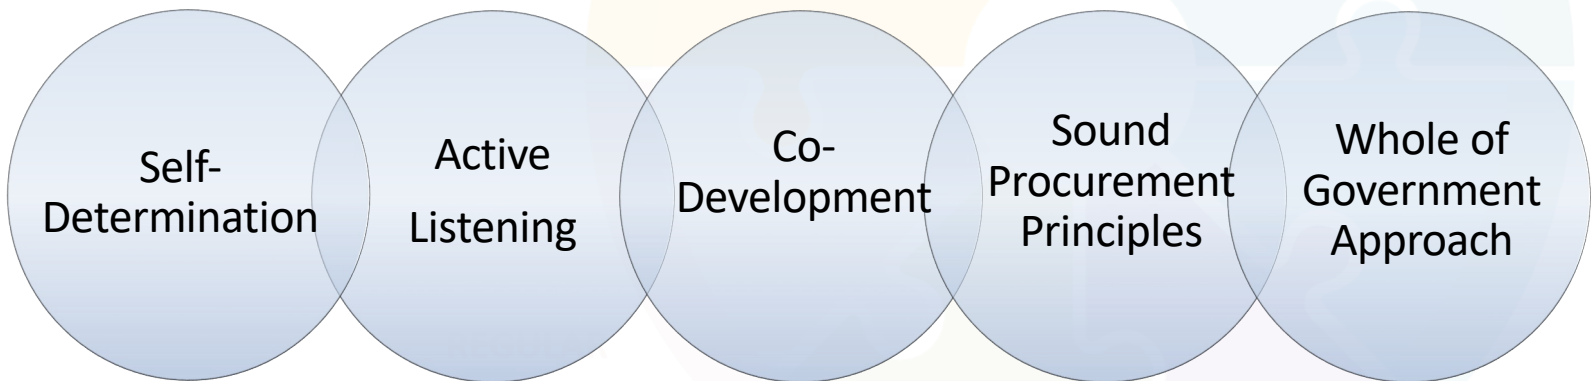 Self-
Determination
Active
Listening
Co-
Development
Sound
Procurement
Principles
Whole of
Government
Approach